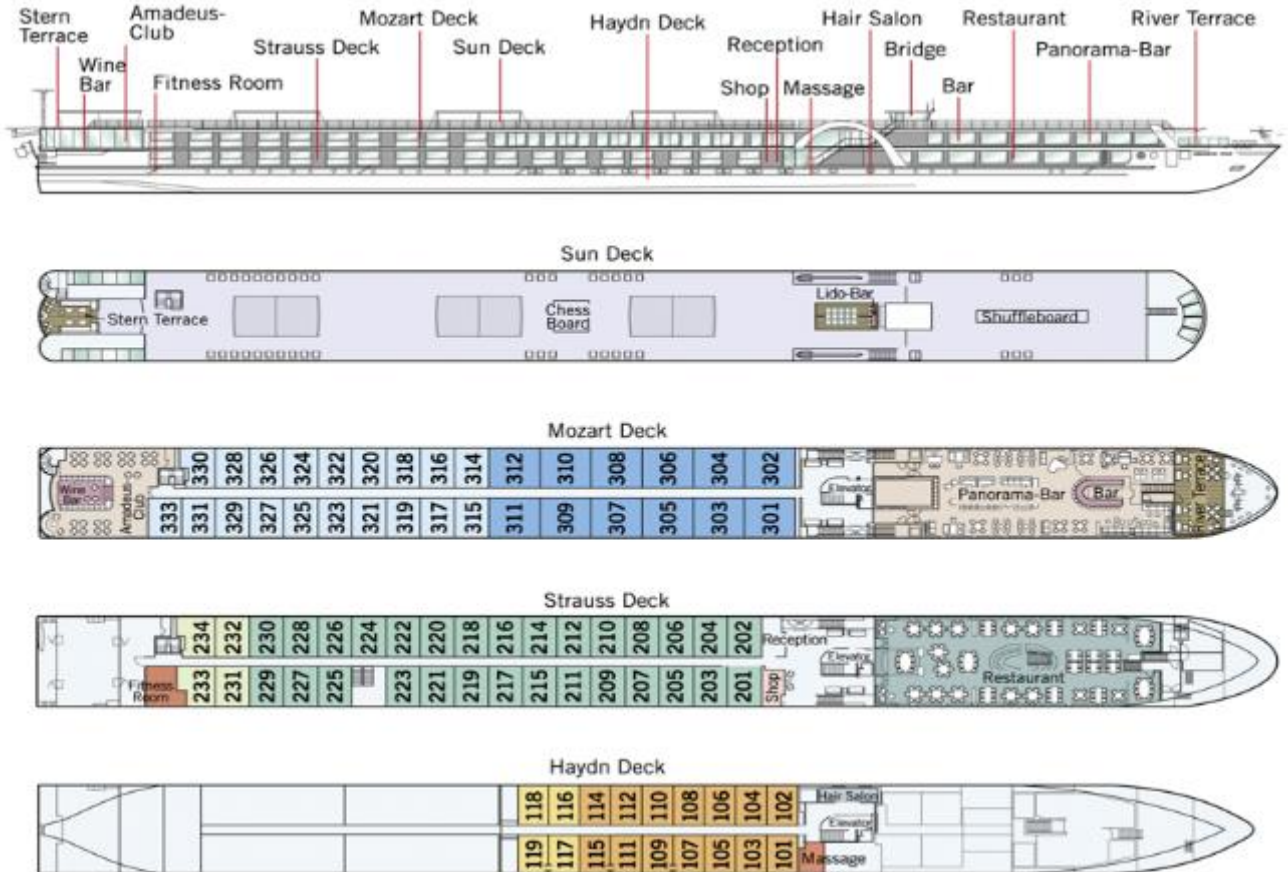 Stern
Terrace
Amadeus-
Club
Mozart Deck
Haydn Deck
Hair Salon
Restaurant
River Terrace
Strauss Deck
Sun Deck
Reception
Bridge
Panorama-Bar
Wine
Bar
Fitness Room
Shop
Massage
Bar
Sun Deck
Stern Terrace
Chess
Board
Lido-Bar
Shuffleboard
Mozart Deck
330 328 326 324 322 320 318 316 314 312 310 308 306 304 302
Wine
Bar
Amadeus-
Club
Elevator
Panorama-Bar
Bar
River Terrace
333 331 329 327 325 323 321 319 317 315 311 309 307 305 303 301
Strauss Deck
234 232 230 228 226 224 222 220 218 216 214 212 210 208 206 204 202
Reception
Elevator
Restaurant
Fitness
Room
233 231 229 227 225 223 221 219 217 215 211 209 207 205 203 201
Shop
Haydn Deck
118 116 114 112 110 108 106 104 102
Hair Salon
Elevator
119 117 115 111 109 107 105 103 101
Massage